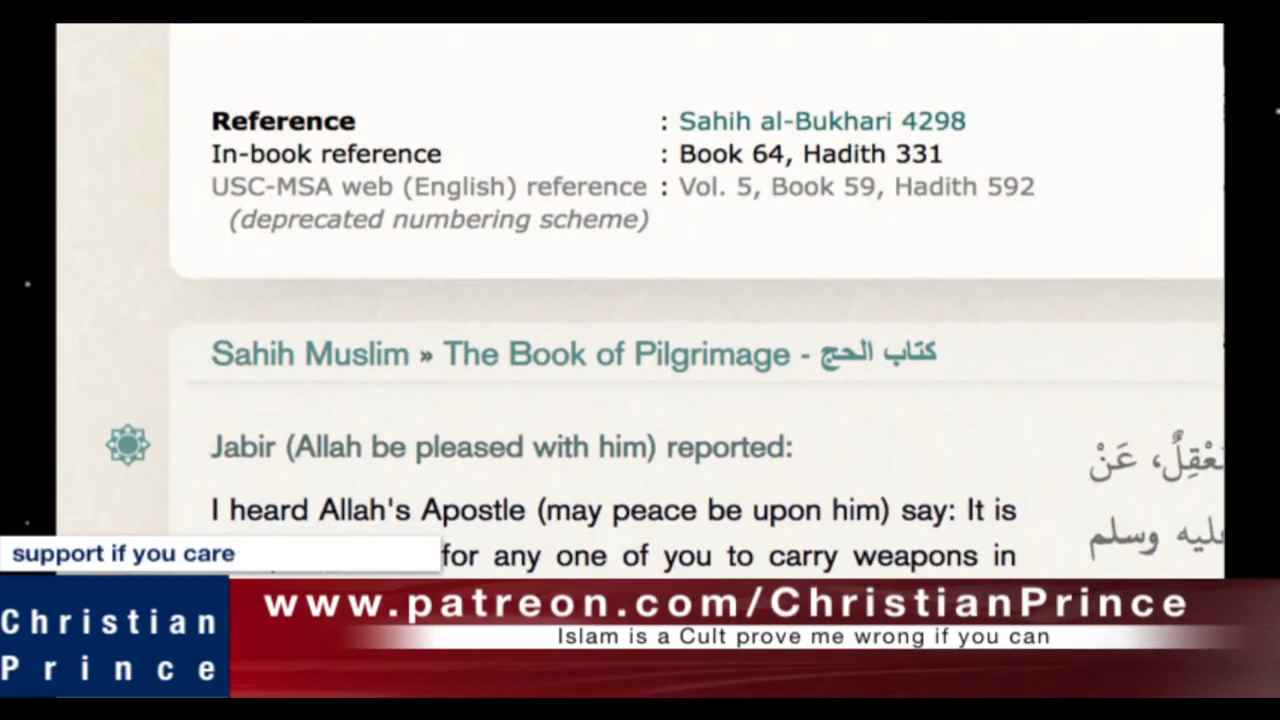 Reference : Sahih al-Bukhari 4298
In-book reference : Book 64, Hadith 331
USC-MSA web (English) reference : Vol. 5, Book 59, Hadith 592
(deprecated numbering scheme)
Sahih Muslim » The Book of Pilgrimage - كتاب الحج
Jabir (Allah be pleased with him) reported:
عَنْ
I heard Allah's Apostle (may peace be upon him) say: It is
وسلم
for any one of you to carry weapons in
support if you care
Christian
Prince
www.patreon.com/ChristianPrince
Islam is a Cult prove me wrong if you can